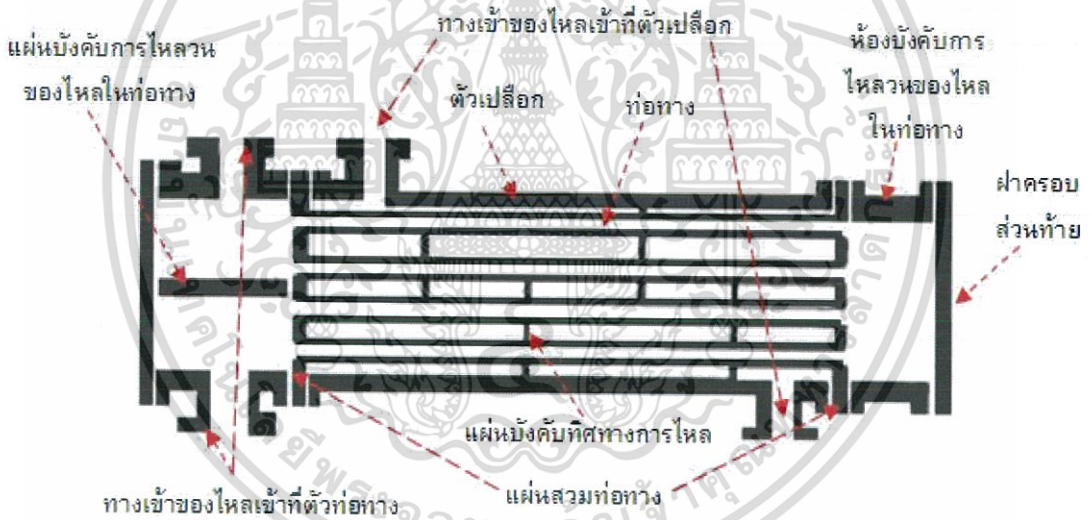 ทางเข้าของไหลเข้าที่ตัวเปลือก
แผ่นบังคับการไหลวน
ของไหลในท่อทาง
ตัวเปลือก
ท่อทาง
ห้องบังคับการ
ไหลวนของไหล
ในท่อทาง
ฝาครอบ
ส่วนท้าย
แผ่นบังคับทิศทางการไหล
ทางเข้าของไหลเข้าที่ตัวท่อทาง
แผ่นสวมท่อทาง